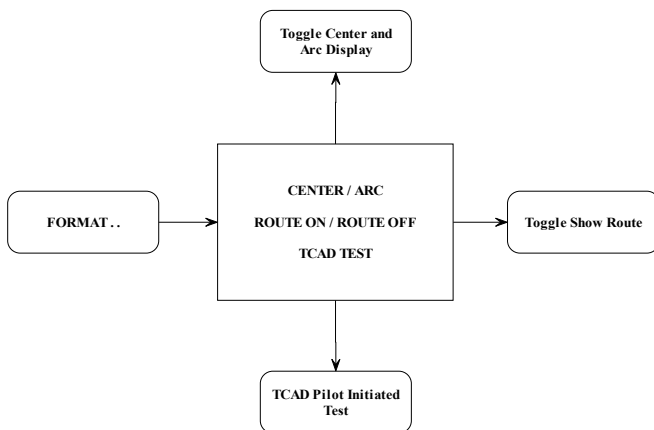 Toggle Center and
Arc Display
CENTER / ARC
FORMAT . .
ROUTE ON / ROUTE OFF
Toggle Show Route
TCAD TEST
TCAD Pilot Initiated
Test